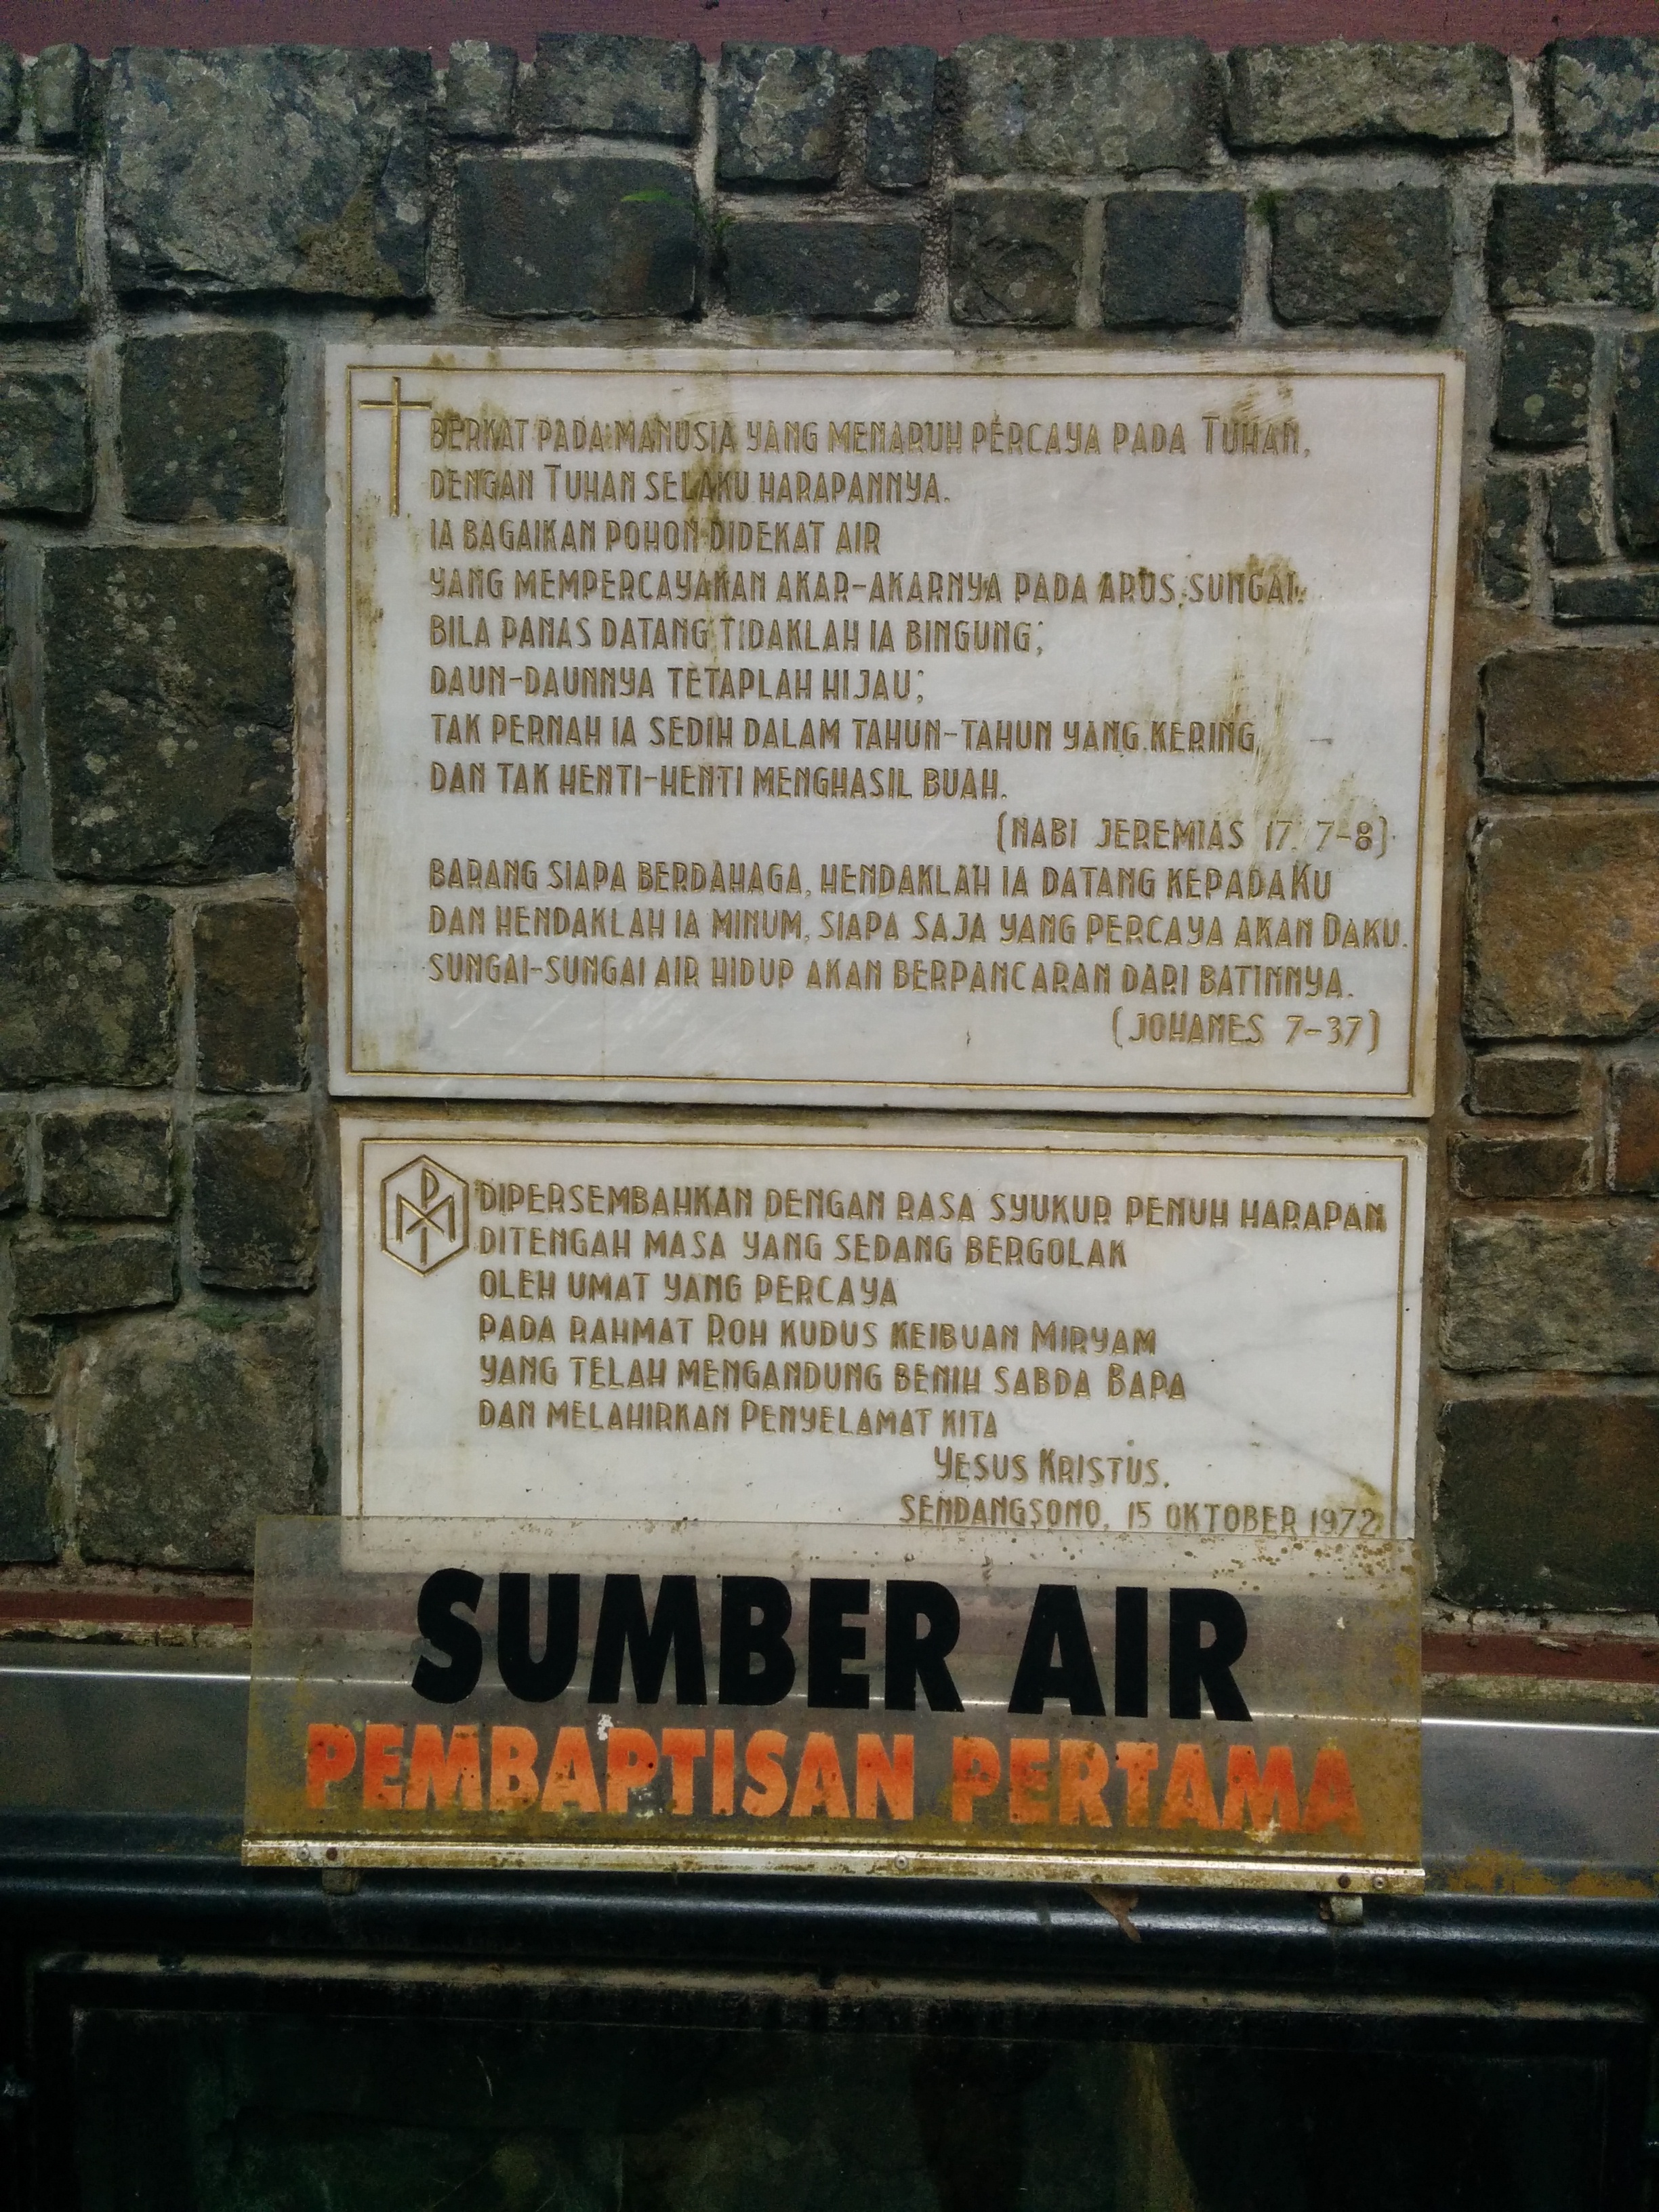 BERKAT PADA MANUSIA YANG MENARUH PERCAYA PADA TUHAN,
DENGAN TUHAN SELAKU HARAPANNYA.
IA BAGAIKAN POHON DIDEKAT AIR
YANG MEMPERCAYAKAN AKAR-AKARNYA PADA ARUS SUNGAI.
BILA PANAS DATANG TIDAKLAH IA BINGUNG;
DAUN-DAUNNYA TETAPLAH HIJAU;
TAK PERNAH IA SEDIH DALAM TAHUN-TAHUN YANG KERING,
DAN TAK HENTI-HENTI MENGHASIL BUAH.
(NABI JEREMIAS 17. 7-8)
BARANG SIAPA BERDAHAGA, HENDAKLAH IA DATANG KEPADAKU
DAN HENDAKLAH IA MINUM, SIAPA SAJA YANG PERCAYA AKAN DAKU.
SUNGAI-SUNGAI AIR HIDUP AKAN BERPANCARAN DARI BATINNYA.
(JOHANES 7-37)
DIPERSEMBAHKAN DENGAN RASA SYUKUR PENUH HARAPAN
DITENGAH MASA YANG SEDANG BERGOLAK
OLEH UMAT YANG PERCAYA
PADA RAHMAT ROH KUDUS KEIBUAN MIRYAM
YANG TELAH MENGANDUNG BENIH SABDA BAPA
DAN MELAHIRKAN PENYELAMAT KITA
YESUS KRISTUS.
SENDANGSONO, 15 OKTOBER 1972
SUMBER AIR
PEMBAPTISAN PERTAMA